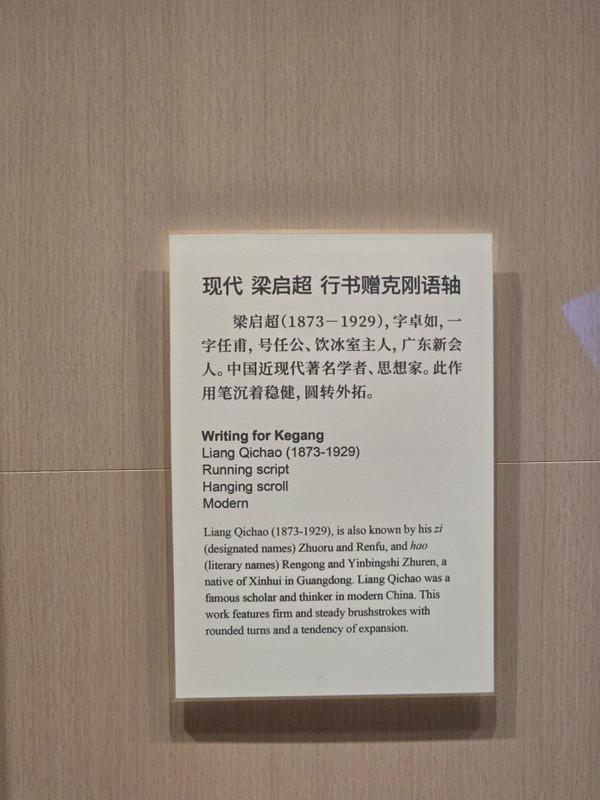 现代 梁启超 行书赠克刚语轴
梁启超(1873－1929),字卓如,一
字任甫,号任公、饮冰室主人,广东新会
人。中国近现代著名学者、思想家。此作
用笔沉着稳健,圆转外拓。
Writing for Kegang
Liang Qichao (1873-1929)
Running script
Hanging scroll
Modern
Liang Qichao (1873-1929), is also known by his zi
(designated names) Zhuoru and Renfu, and hao
(literary names) Rengong and Yinbingshi Zhuren, a
native of Xinhui in Guangdong. Liang Qichao was a
famous scholar and thinker in modern China. This
work features firm and steady brushstrokes with
rounded turns and a tendency of expansion.